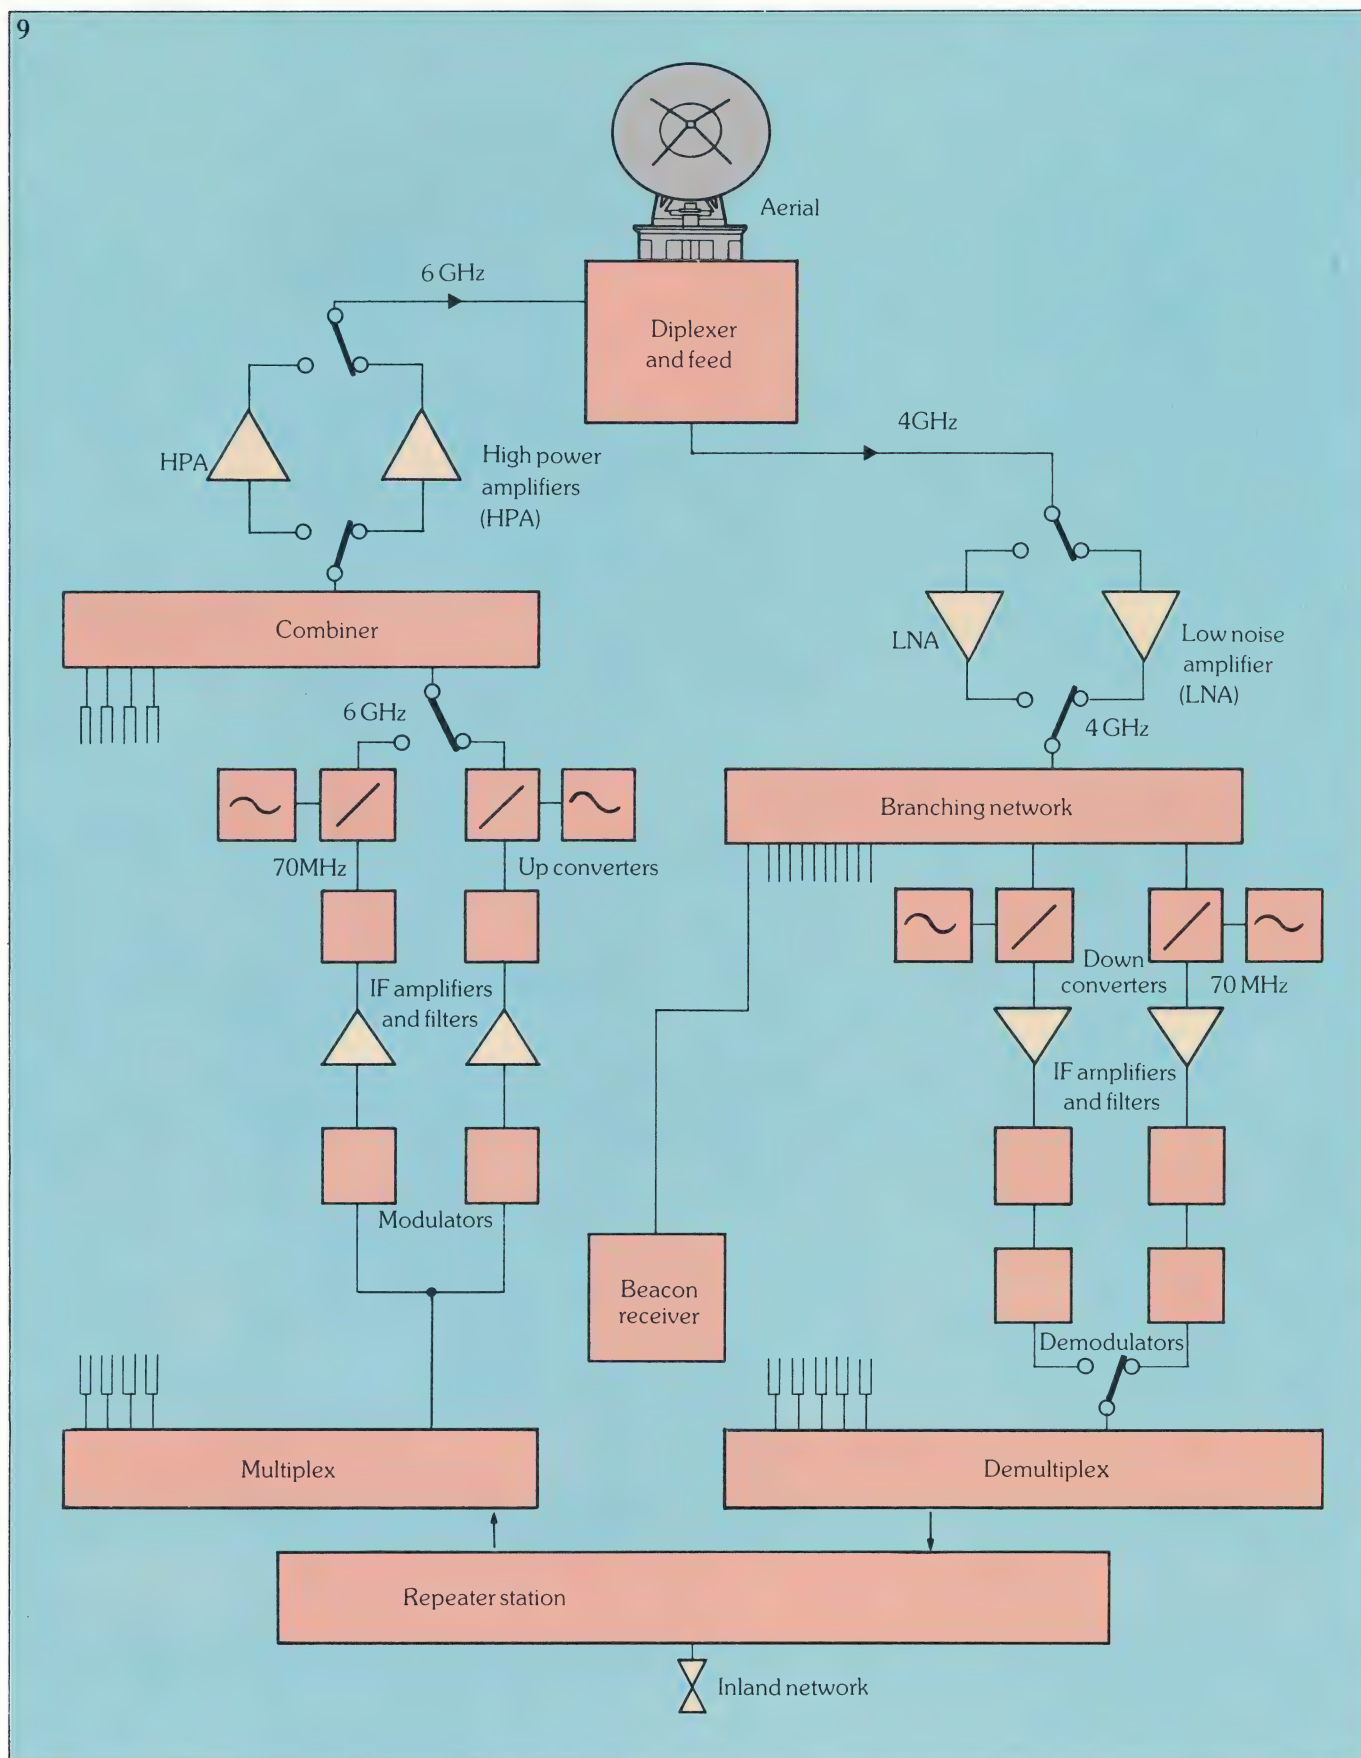 9
Aerial
6 GHz
Diplexer
and feed
4GHz
HPA
High power
amplifiers
(HPA)
Combiner
LNA
Low noise
amplifier
(LNA)
6 GHz
4 GHz
Branching network
70MHz
Up converters
Down
converters
70 MHz
IF amplifiers
and filters
IF amplifiers
and filters
Modulators
Beacon
receiver
Demodulators
Multiplex
Demultiplex
Repeater station
Inland network